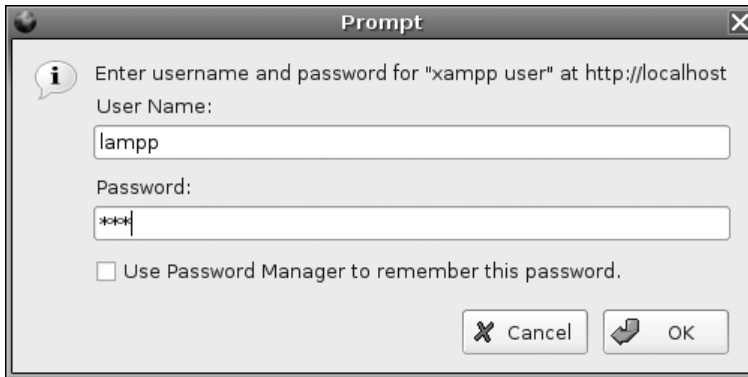 Prompt
Enter username and password for "xampp user" at http://localhost
User Name:
lampp
Password:
***
Use Password Manager to remember this password.
Cancel
OK